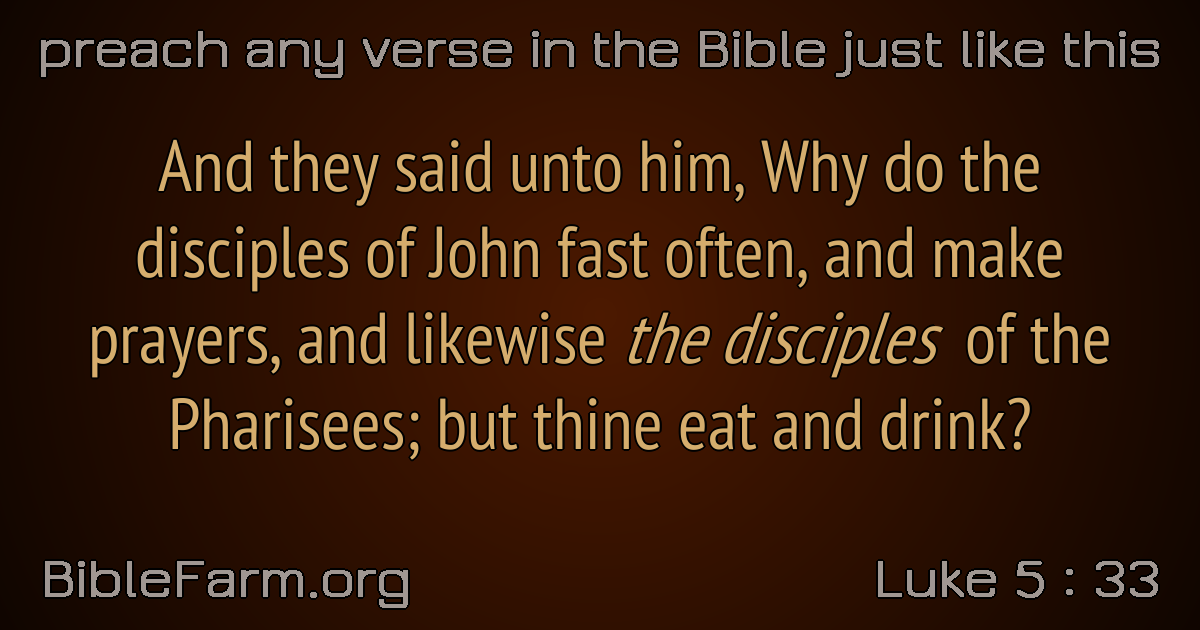 preach any verse in the Bible just like this
And they said unto him, Why do the
disciples of John fast often, and make
prayers, and likewise the disciples of the
Pharisees; but thine eat and drink?
BibleFarm.org
Luke 5 : 33